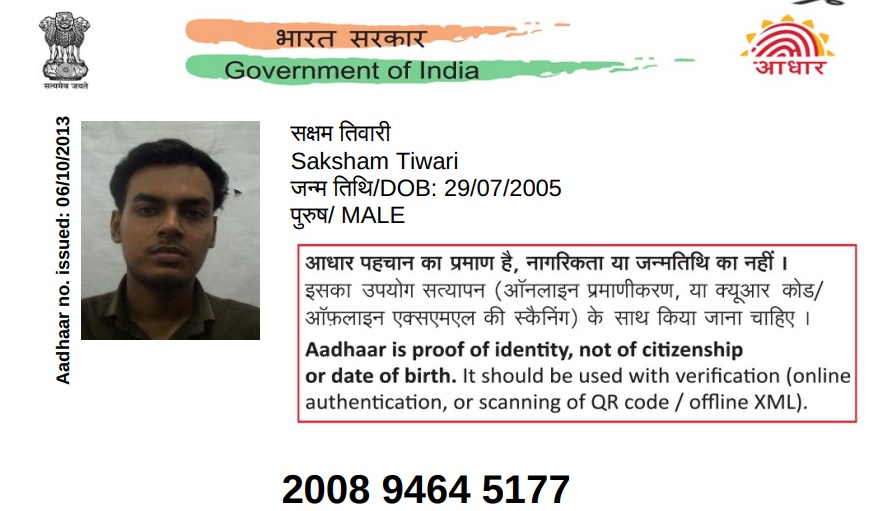 भारत सरकार
Government of India
सत्यमेव जयते
आधार
Aadhaar no. issued: 06/10/2013
सक्षम तिवारी
Saksham Tiwari
जन्म तिथि/DOB: 29/07/2005
पुरुष/ MALE
आधार पहचान का प्रमाण है, नागरिकता या जन्मतिथि का नहीं ।
इसका उपयोग सत्यापन (ऑनलाइन प्रमाणीकरण, या क्यूआर कोड/
ऑफ़लाइन एक्सएमएल की स्कैनिंग) के साथ किया जाना चाहिए ।
Aadhaar is proof of identity, not of citizenship
or date of birth. It should be used with verification (online
authentication, or scanning of QR code / offline XML).
2008 9464 5177